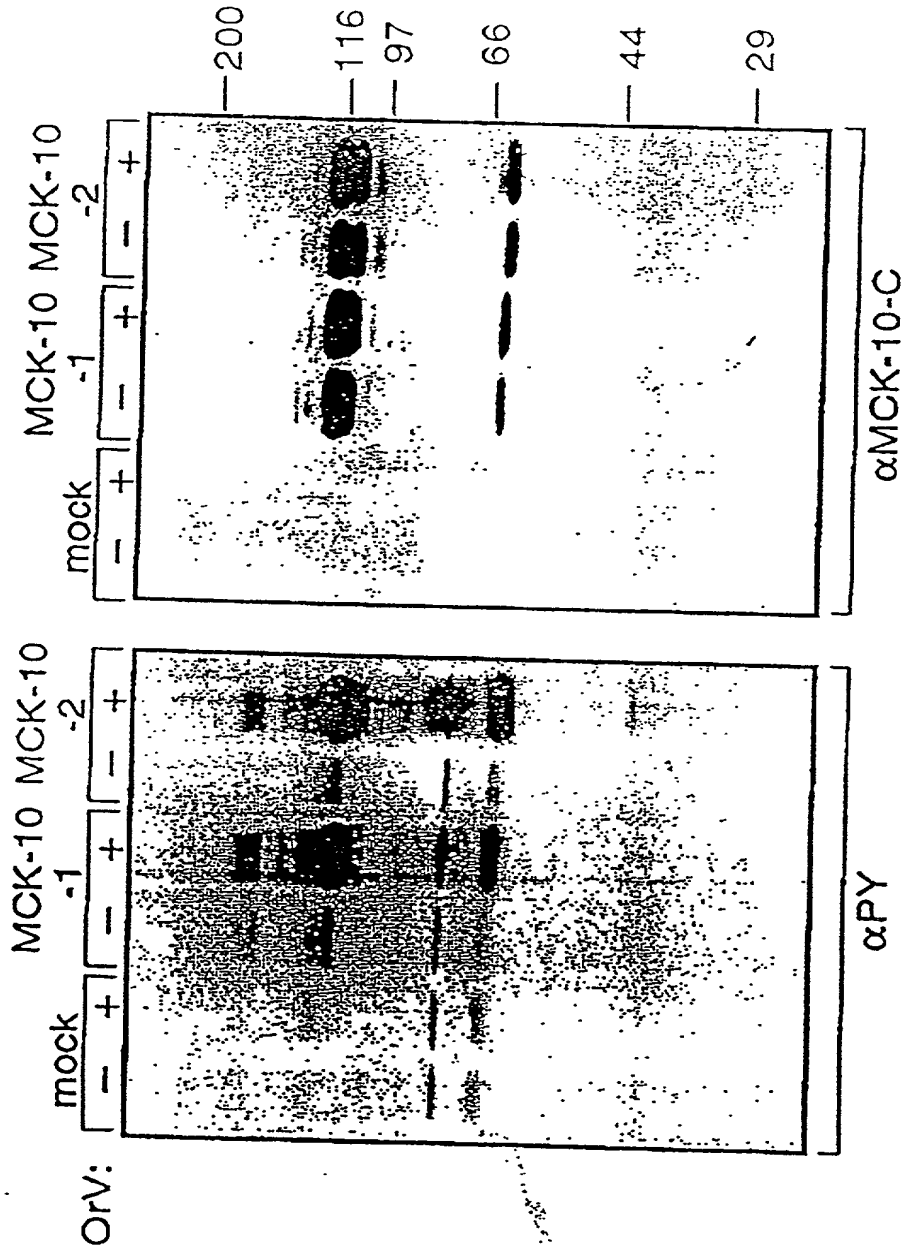 MCK-10 MCK-10
mock -1 -2
OrV: − + − + − +
αPY
MCK-10 MCK-10
mock -1 -2
− + − + − +
−200
−116
−97
−66
−44
−29
αMCK-10-C